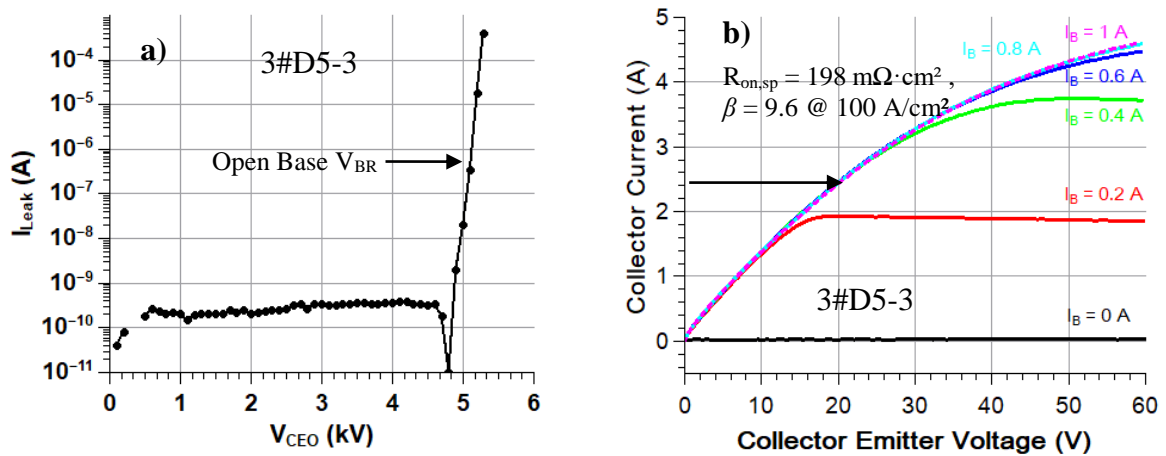 a)
3#D5-3
Open Base V_BR
I_Leak (A)
10⁻⁴
10⁻⁵
10⁻⁶
10⁻⁷
10⁻⁸
10⁻⁹
10⁻¹⁰
10⁻¹¹
0 1 2 3 4 5 6
V_CEO (kV)
b)
I_B = 1 A
I_B = 0.8 A
R_on,sp = 198 mΩ·cm² ,
β = 9.6 @ 100 A/cm²
I_B = 0.6 A
I_B = 0.4 A
I_B = 0.2 A
3#D5-3
I_B = 0 A
Collector Current (A)
5
4
3
2
1
0
0 10 20 30 40 50 60
Collector Emitter Voltage (V)